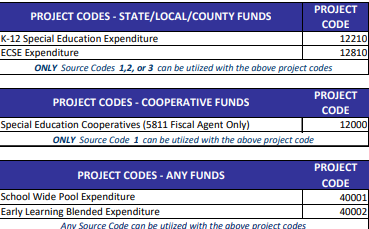 PROJECT CODES - STATE/LOCAL/COUNTY FUNDS PROJECT CODE
K-12 Special Education Expenditure 12210
ECSE Expenditure 12810
ONLY Source Codes 1,2, or 3 can be utlized with the above project codes
PROJECT CODES - COOPERATIVE FUNDS PROJECT CODE
Special Education Cooperatives (5811 Fiscal Agent Only) 12000
ONLY Source Code 1 can be utlized with the above project code
PROJECT CODES - ANY FUNDS PROJECT CODE
School Wide Pool Expenditure 40001
Early Learning Blended Expenditure 40002
Any Source Code can be utlized with the above project codes